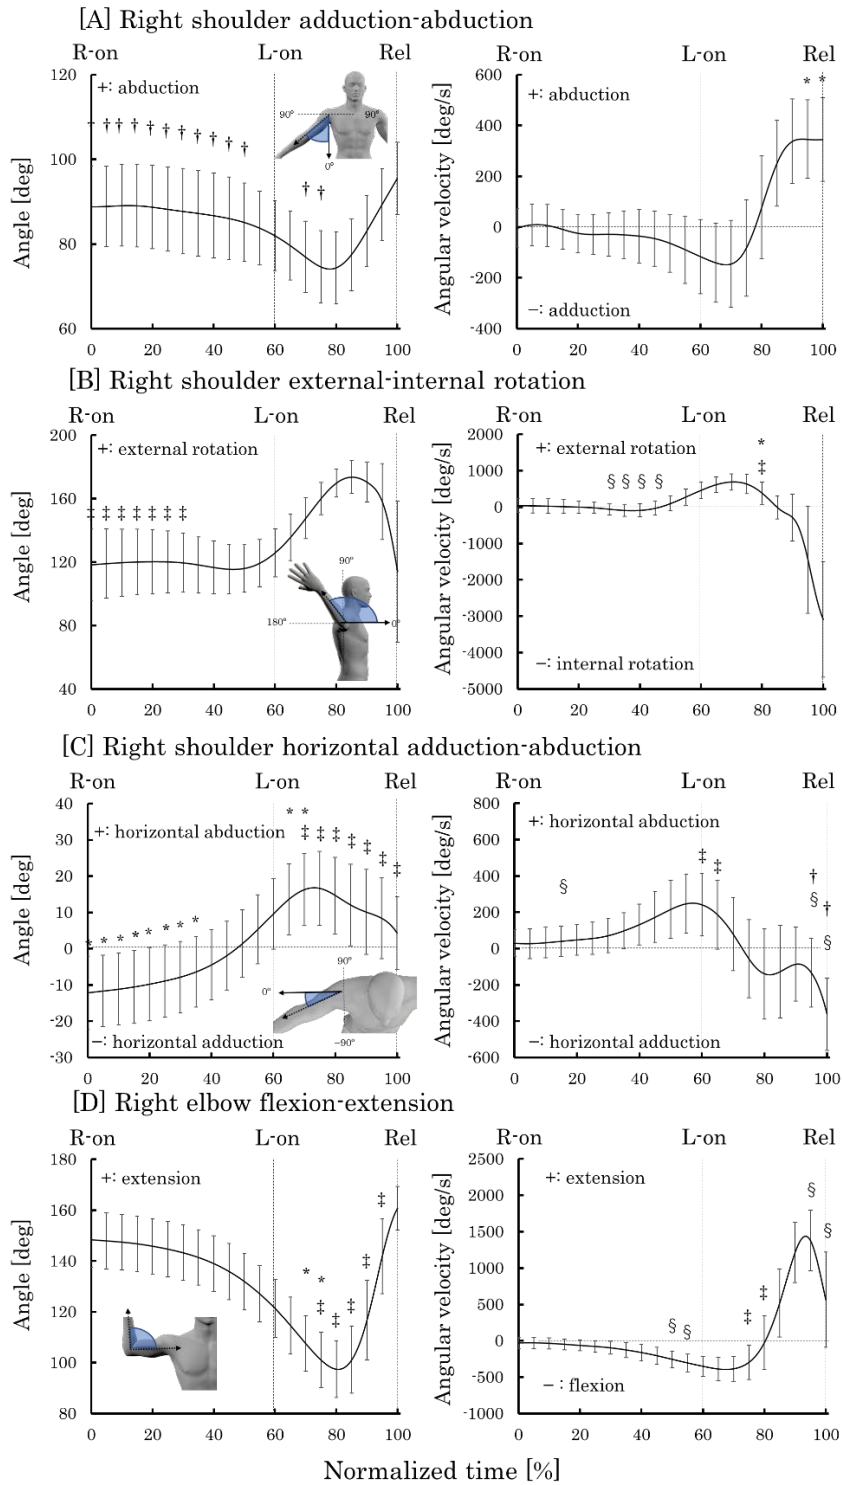 [A] Right shoulder adduction-abduction
R-on L-on Rel R-on L-on Rel
120 600
+: abduction * *
+: abduction
† †† † † † † † † † †
90° 90°
400
100
0°
200
† †
Angle [deg] Angular velocity [deg/s]
80 0
-200
−: adduction
60 -400
0 20 40 60 80 100 0 20 40 60 80 100
[B] Right shoulder external-internal rotation
R-on L-on Rel R-on L-on Rel
200 2000
+: external rotation +: external rotation *
‡
§ § § §
1000
160
‡ ‡ ‡ ‡ ‡ ‡ ‡
0
-1000
120
90°
-2000
180° 0°
80
-3000
Angle [deg] Angular velocity [deg/s]
−: internal rotation
-4000
40 -5000
0 20 40 60 80 100 0 20 40 60 80 100
[C] Right shoulder horizontal adduction-abduction
R-on L-on Rel R-on L-on Rel
40 800
* *
+: horizontal abduction +: horizontal abduction
‡ ‡ ‡ ‡ ‡ ‡ ‡
30 600
‡ ‡
20 400
§ † § † §
10 200
* * * * * * * *
0 0
90°
-10 -200
0°
-20 -400
Angle [deg] Angular velocity [deg/s]
−: horizontal adduction −90° −: horizontal adduction
-30 -600
0 20 40 60 80 100 0 20 40 60 80 100
[D] Right elbow flexion-extension
R-on L-on Rel R-on L-on Rel
180 2500
+: extension +: extension
‡ § §
160 2000
1500
140
* * ‡
1000
‡ ‡ ‡
120
‡ ‡
500
§ §
0
100
-500
Angle [deg] Angular velocity [deg/s]
−: flexion
80 -1000
0 20 40 60 80 100 0 20 40 60 80 100
Normalized time [%]